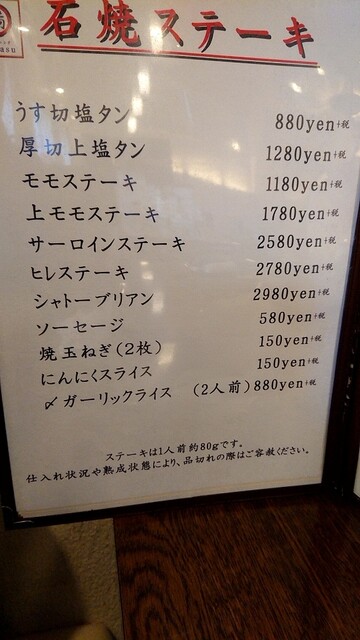 石焼ステーキ
うす切塩タン 880yen+税
厚切上塩タン 1280yen+税
モモステーキ 1180yen+税
上モモステーキ 1780yen+税
サーロインステーキ 2580yen+税
ヒレステーキ 2780yen+税
シャトーブリアン 2980yen+税
ソーセージ 580yen+税
焼玉ねぎ(2枚) 150yen+税
にんにくスライス 150yen+税
〆ガーリックライス (2人前)880yen+税
ステーキは1人前約80gです。
仕入れ状況や熟成状態により、品切れの際はご容赦ください。